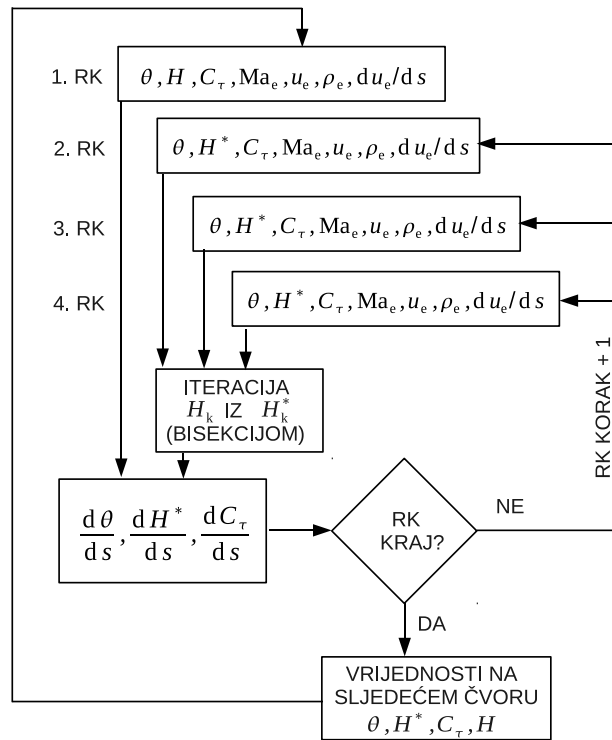 1. RK θ, H, C_τ, Ma_e, u_e, ρ_e, du_e/ds
2. RK θ, H*, C_τ, Ma_e, u_e, ρ_e, du_e/ds
3. RK θ, H*, C_τ, Ma_e, u_e, ρ_e, du_e/ds
4. RK θ, H*, C_τ, Ma_e, u_e, ρ_e, du_e/ds
ITERACIJA
H_k IZ H_k*
(BISEKCIJOM)
dθ/ds, dH*/ds, dC_τ/ds
RK
KRAJ?
NE
RK KORAK + 1
DA
VRIJEDNOSTI NA
SLJEDEĆEM ČVORU
θ, H*, C_τ, H